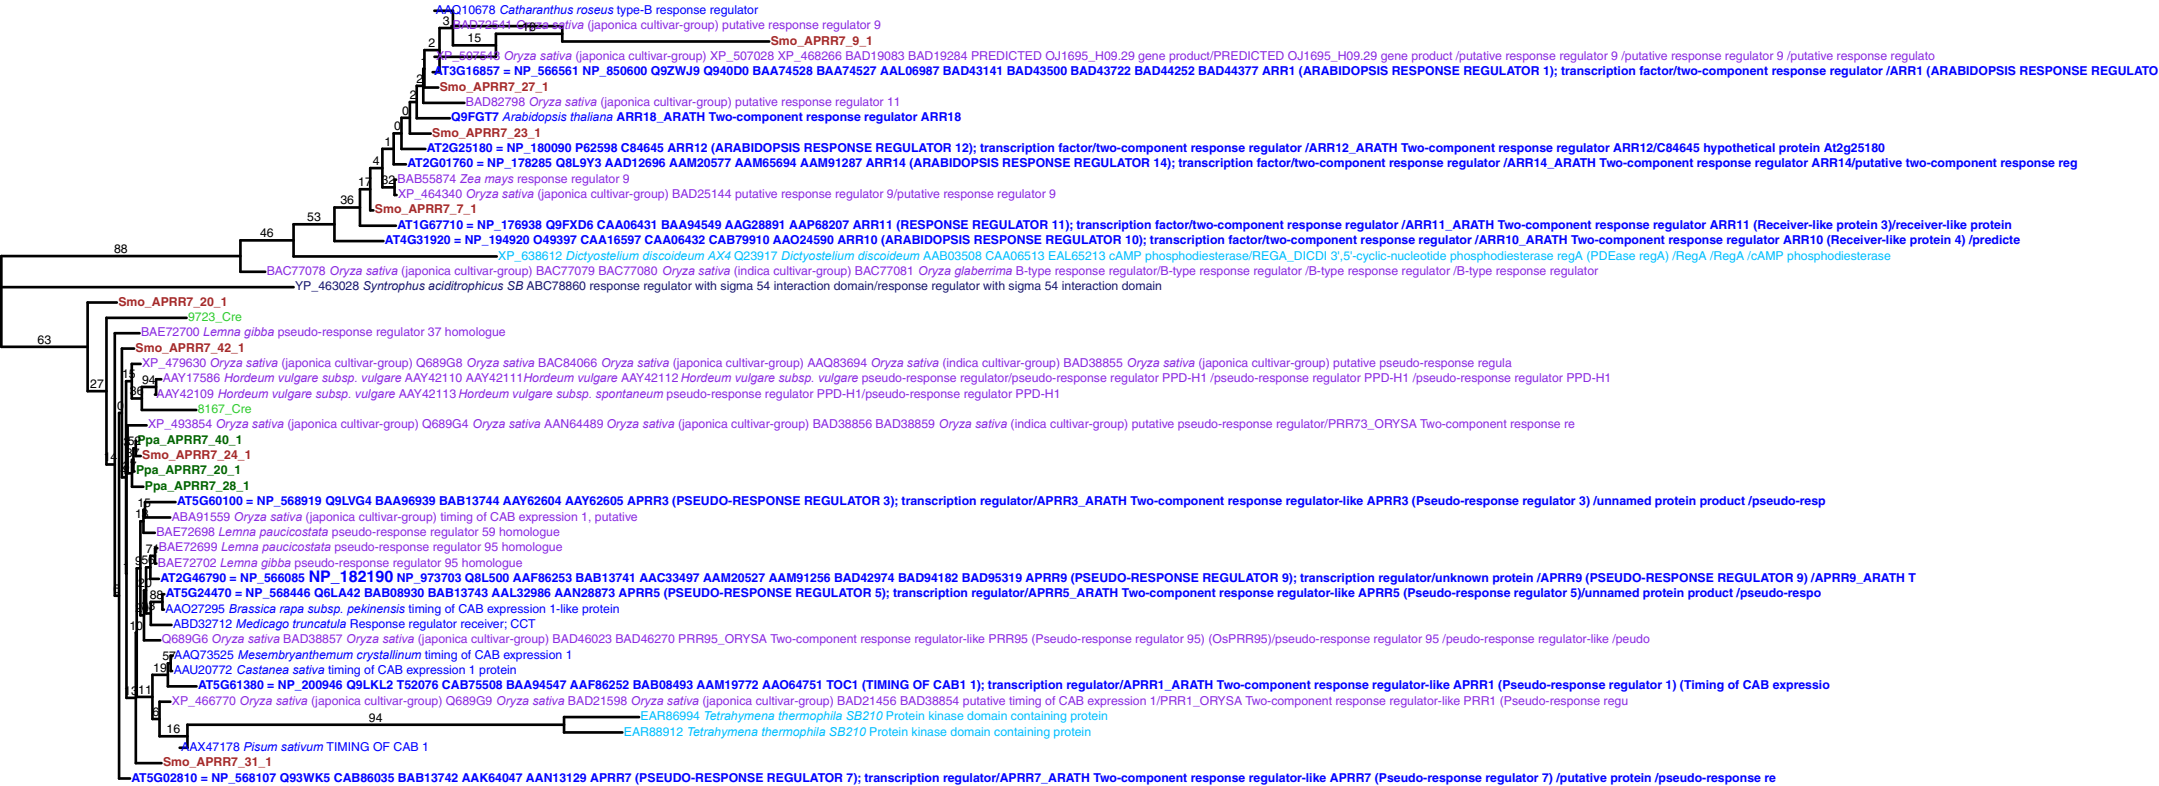 AAQ10678 Catharanthus roseus type-B response regulator
3
BAD72541 Oryza sativa (japonica cultivar-group) putative response regulator 9
15
Smo_APRR7_9_1
2
Oryza sativa (japonica cultivar-group) XP_507028 XP_468266 BAD19083 BAD19284 PREDICTED OJ1695_H09.29 gene product/PREDICTED OJ1695_H09.29 gene product /putative response regulator 9 /putative response regulator 9 /putative regulato
AT3G16857 = NP_566561 NP_850600 Q9ZWJ9 Q940D0 BAA74528 BAA74527 AAL06987 BAD43141 BAD43500 BAD43722 BAD44252 BAD44377 ARR1 (ARABIDOPSIS RESPONSE REGULATOR 1); transcription factor/two-component response regulator /ARR1 (ARABIDOPSIS RESPONSE REGULATO
2
Smo_APRR7_27_1
2
BAD82798 Oryza sativa (japonica cultivar-group) putative response regulator 11
0
Q9FGT7 Arabidopsis thaliana ARR18_ARATH Two-component response regulator ARR18
0
Smo_APRR7_23_1
1
AT2G25180 = NP_180090 P62598 C84645 ARR12 (ARABIDOPSIS RESPONSE REGULATOR 12); transcription factor/two-component response regulator /ARR12_ARATH Two-component response regulator ARR12/C84645 hypothetical protein At2g25180
4
AT2G01760 = NP_178285 Q8L9Y3 AAD12696 AAM20577 AAM65694 AAM91287 ARR14 (ARABIDOPSIS RESPONSE REGULATOR 14); transcription factor/two-component response regulator /ARR14_ARATH Two-component response regulator ARR14/putative two-component response reg
17
BAB55874 Zea mays response regulator 9
XP_464340 Oryza sativa (japonica cultivar-group) BAD25144 putative response regulator 9/putative response regulator 9
36
Smo_APRR7_7_1
53
AT1G67710 = NP_176938 Q9FXD6 CAA06431 BAA94549 AAG28891 AAP68207 ARR11 (RESPONSE REGULATOR 11); transcription factor/two-component response regulator /ARR11_ARATH Two-component response regulator ARR11 (Receiver-like protein 3)/receiver-like protein
46
AT4G31920 = NP_194920 O49397 CAA16597 CAA06432 CAB79910 AAO24590 ARR10 (ARABIDOPSIS RESPONSE REGULATOR 10); transcription factor/two-component response regulator /ARR10_ARATH Two-component response regulator ARR10 (Receiver-like protein 4) /predicte
88
XP_638612 Dictyostelium discoideum AX4 Q23917 Dictyostelium discoideum AAB03508 CAA06513 EAL65213 cAMP phosphodiesterase/REGA_DICDI 3',5'-cyclic-nucleotide phosphodiesterase regA (PDEase regA) /RegA /RegA /cAMP phosphodiesterase
BAC77078 Oryza sativa (japonica cultivar-group) BAC77079 BAC77080 Oryza sativa (indica cultivar-group) BAC77081 Oryza glaberrima B-type response regulator/B-type response regulator /B-type response regulator /B-type response regulator
YP_463028 Syntrophus aciditrophicus SB ABC78860 response regulator with sigma 54 interaction domain/response regulator with sigma 54 interaction domain
Smo_APRR7_20_1
9723_Cre
BAE72700 Lemna gibba pseudo-response regulator 37 homologue
63
Smo_APRR7_42_1
XP_479630 Oryza sativa (japonica cultivar-group) Q689G8 Oryza sativa BAC84066 Oryza sativa (japonica cultivar-group) AAQ83694 Oryza sativa (indica cultivar-group) BAD38855 Oryza sativa (japonica cultivar-group) putative pseudo-response regula
27
94
AAY17586 Hordeum vulgare subsp. vulgare AAY42110 AAY42111 Hordeum vulgare AAY42112 Hordeum vulgare subsp. vulgare pseudo-response regulator/pseudo-response regulator PPD-H1 /pseudo-response regulator PPD-H1 /pseudo-response regulator PPD-H1
AAY42109 Hordeum vulgare subsp. vulgare AAY42113 Hordeum vulgare subsp. spontaneum pseudo-response regulator PPD-H1/pseudo-response regulator PPD-H1
8167_Cre
XP_493854 Oryza sativa (japonica cultivar-group) Q689G4 Oryza sativa AAN64489 Oryza sativa (japonica cultivar-group) BAD38856 BAD38859 Oryza sativa (indica cultivar-group) putative pseudo-response regulator/PRR73_ORYSA Two-component response re
Ppa_APRR7_40_1
Smo_APRR7_24_1
Ppa_APRR7_20_1
Ppa_APRR7_28_1
AT5G60100 = NP_568919 Q9LVG4 BAA96939 BAB13744 AAY62604 AAY62605 APRR3 (PSEUDO-RESPONSE REGULATOR 3); transcription regulator/APRR3_ARATH Two-component response regulator-like APRR3 (Pseudo-response regulator 3) /unnamed protein product /pseudo-resp
ABA91559 Oryza sativa (japonica cultivar-group) timing of CAB expression 1, putative
BAE72698 Lemna paucicostata pseudo-response regulator 59 homologue
BAE72699 Lemna paucicostata pseudo-response regulator 95 homologue
BAE72702 Lemna gibba pseudo-response regulator 95 homologue
AT2G46790 = NP_566085 NP_182190 NP_973703 Q8L500 AAF86253 BAB13741 AAC33497 AAM20527 AAM91256 BAD42974 BAD94182 BAD95319 APRR9 (PSEUDO-RESPONSE REGULATOR 9); transcription regulator/unknown protein /APRR9 (PSEUDO-RESPONSE REGULATOR 9) /APRR9_ARATH T
AT5G24470 = NP_568446 Q6LA42 BAB08930 BAB13743 AAL32986 AAN28873 APRR5 (PSEUDO-RESPONSE REGULATOR 5); transcription regulator/APRR5_ARATH Two-component response regulator-like APRR5 (Pseudo-response regulator 5)/unnamed protein product /pseudo-respo
88
AAO27295 Brassica rapa subsp. pekinensis timing of CAB expression 1-like protein
ABD32712 Medicago truncatula Response regulator receiver; CCT
10
Q689G6 Oryza sativa BAD38857 Oryza sativa (japonica cultivar-group) BAD46023 BAD46270 PRR95_ORYSA Two-component response regulator-like PRR95 (Pseudo-response regulator 95) (OsPRR95)/pseudo-response regulator 95 /peudo-response regulator-like /peudo
57
AAQ73525 Mesembryanthemum crystallinum timing of CAB expression 1
19
AAU20772 Castanea sativa timing of CAB expression 1 protein
AT5G61380 = NP_200946 Q9LKL2 T52076 CAB75508 BAA94547 AAF86252 BAB08493 AAM19772 AAO64751 TOC1 (TIMING OF CAB1 1); transcription regulator/APRR1_ARATH Two-component response regulator-like APRR1 (Pseudo-response regulator 1) (Timing of CAB expressio
11
XP_466770 Oryza sativa (japonica cultivar-group) Q689G9 Oryza sativa BAD21598 Oryza sativa (japonica cultivar-group) BAD21456 BAD38854 putative timing of CAB expression 1/PRR1_ORYSA Two-component response regulator-like PRR1 (Pseudo-response regu
94
EAR86994 Tetrahymena thermophila SB210 Protein kinase domain containing protein
16
EAR88912 Tetrahymena thermophila SB210 Protein kinase domain containing protein
AAX47178 Pisum sativum TIMING OF CAB 1
Smo_APRR7_31_1
AT5G02810 = NP_568107 Q93WK5 CAB86035 BAB13742 AAK64047 AAN13129 APRR7 (PSEUDO-RESPONSE REGULATOR 7); transcription regulator/APRR7_ARATH Two-component response regulator-like APRR7 (Pseudo-response regulator 7) /putative protein /pseudo-response re